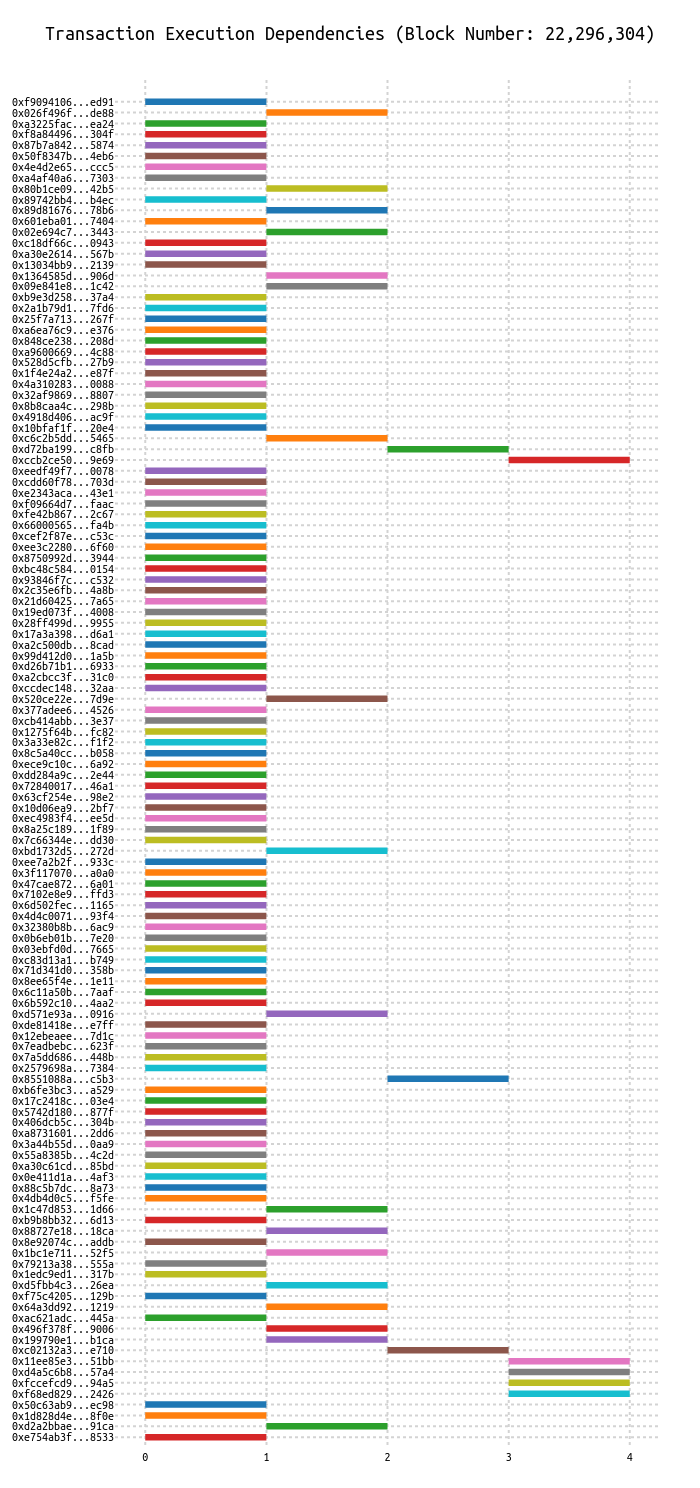 Transaction Execution Dependencies (Block Number: 22,296,304)
0xf9094106...ed91
0x026f496f...de88
0xa3225fac...ea24
0xf8a84496...304f
0x87b7a842...5874
0x50f8347b...4eb6
0x4e4d2e65...ccc5
0xa4af40a6...7303
0x80b1ce09...42b5
0x89742bb4...b4ec
0x89d81676...78b6
0x601eba01...7404
0x02e694c7...3443
0xc18df66c...0943
0xa30e2614...567b
0x13034bb9...2139
0x1364585d...906d
0x09e841e8...1c42
0xb9e3d258...37a4
0x2a1b79d1...7fd6
0x25f7a713...267f
0xa6ea76c9...e376
0x848ce238...208d
0xa9600669...4c88
0x528d5cfb...27b9
0x1f4e24a2...e87f
0x4a310283...0088
0x32af9869...8807
0x8b8caa4c...298b
0x4918d406...ac9f
0x10bfaf1f...20e4
0xc6c2b5dd...5465
0xd72ba199...c8fb
0xccb2ce50...9e69
0xeedf49f7...0078
0xcdd60f78...703d
0xe2343aca...43e1
0xf09664d7...faac
0xfe42b867...2c67
0x66000565...fa4b
0xcef2f87e...c53c
0xee3c2280...6f60
0x8750992d...3944
0xbc48c584...0154
0x93846f7c...c532
0x2c35e6fb...4a8b
0x21d60425...7a65
0x19ed073f...4008
0x28ff499d...9955
0x17a3a398...d6a1
0xa2c500db...8cad
0x99d412d0...1a5b
0xd26b71b1...6933
0xa2cbcc3f...31c0
0xccdec148...32aa
0x520ce22e...7d9e
0x377adee6...4526
0xcb414abb...3e37
0x1275f64b...fc82
0x3a33e82c...f1f2
0x8c5a40cc...b058
0xece9c10c...6a92
0xdd284a9c...2e44
0x72840017...46a1
0x63cf254e...98e2
0x10d06ea9...2bf7
0xec4983f4...ee5d
0x8a25c189...1f89
0x7c66344e...dd30
0xbd1732d5...272d
0xee7a2b2f...933c
0x3f117070...a0a0
0x47cae872...6a01
0x7102e8e9...ffd3
0x6d502fec...1165
0x4d4c0071...93f4
0x32380b8b...6ac9
0x0b6eb01b...7e20
0x03ebfd0d...7665
0xc83d13a1...b749
0x71d341d0...358b
0x8ee65f4e...1e11
0x6c11a50b...7aaf
0x6b592c10...4aa2
0xd571e93a...0916
0xde81418e...e7ff
0x12ebeaee...7d1c
0x7eadbebc...623f
0x7a5dd686...448b
0x2579698a...7384
0x8551088a...c5b3
0xb6fe3bc3...a529
0x17c2418c...03e4
0x5742d180...877f
0x406dcb5c...304b
0xa8731601...2dd6
0x3a44b55d...0aa9
0x55a8385b...4c2d
0xa30c61cd...85bd
0x0e411d1a...4af3
0x88c5b7dc...8a73
0x4db4d0c5...f5fe
0x1c47d853...1d66
0xb9b8bb32...6d13
0x88727e18...18ca
0x8e92074c...addb
0x1bc1e711...52f5
0x79213a38...555a
0x1edc9ed1...317b
0xd5fbb4c3...26ea
0xf75c4205...129b
0x64a3dd92...1219
0xac621adc...445a
0x496f378f...9006
0x199790e1...b1ca
0xc02132a3...e710
0x11ee85e3...51bb
0xd4a5c6b8...57a4
0xfccefcd9...94a5
0xf68ed829...2426
0x50c63ab9...ec98
0x1d828d4e...8f0e
0xd2a2bbae...91ca
0xe754ab3f...8533
0 1 2 3 4